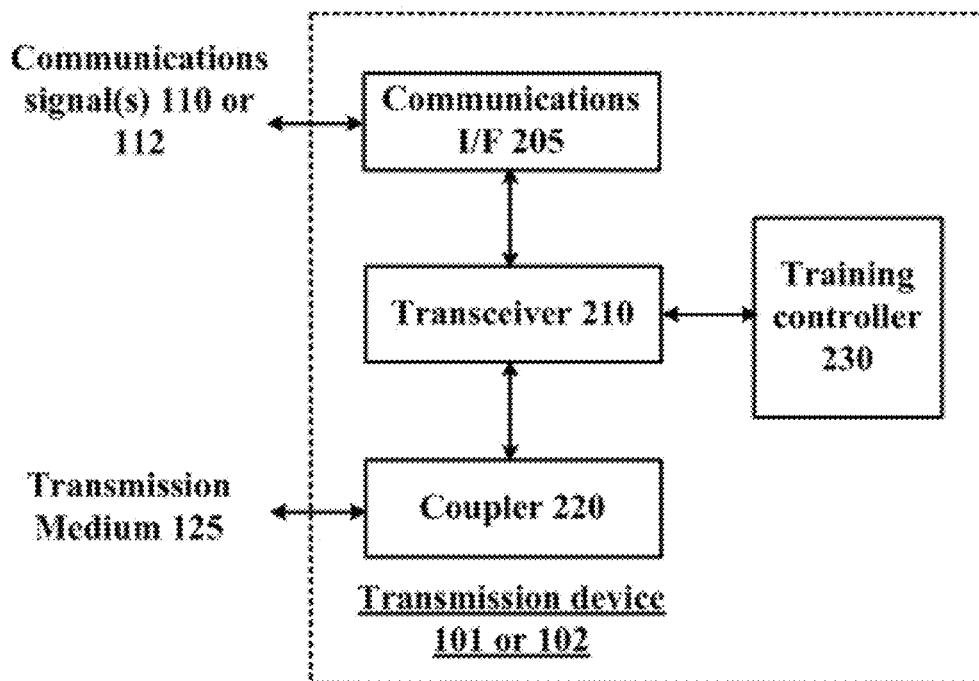 Communications
signal(s) 110 or
112
Communications
I/F 205
Transceiver 210
Training
controller
230
Transmission
Medium 125
Coupler 220
Transmission device
101 or 102